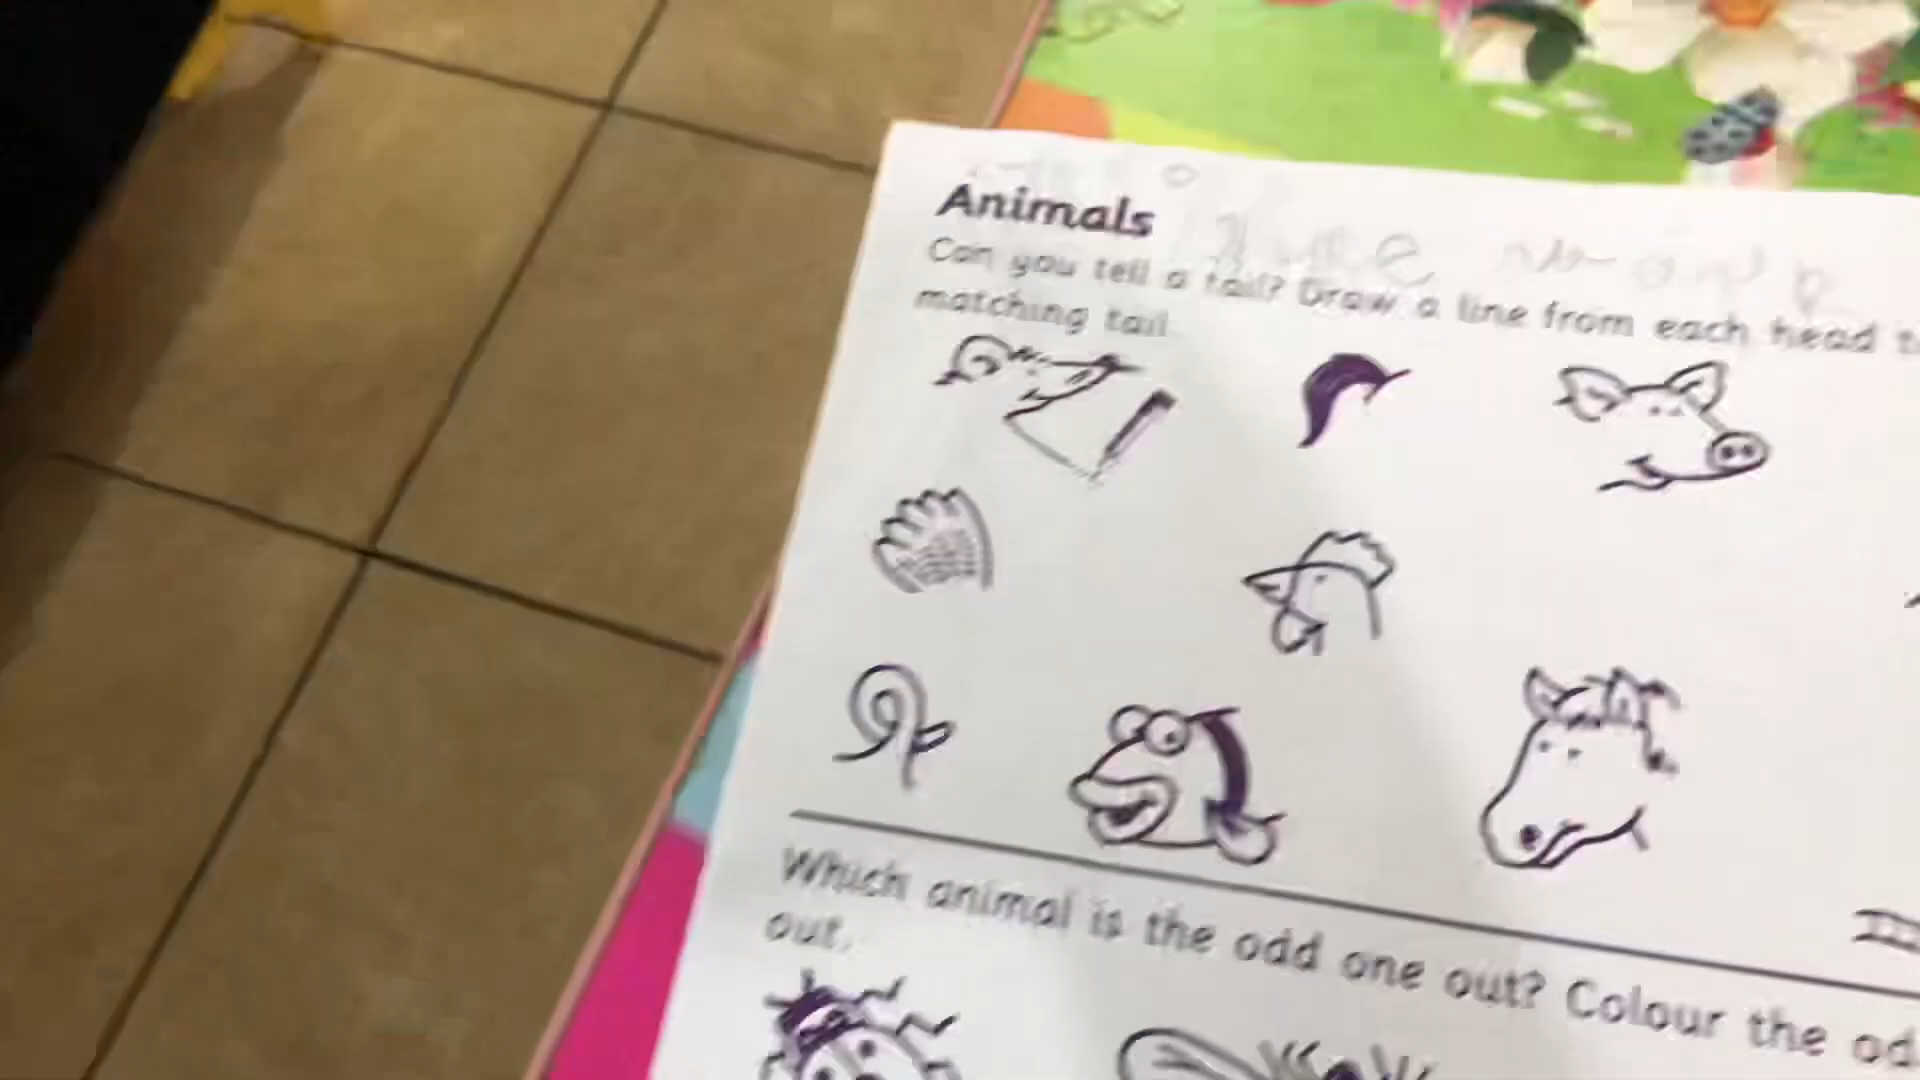 Animals
Can you tell a tail? Draw a line from each head
matching tail.
Which animal is the odd one out? Colour the
out.